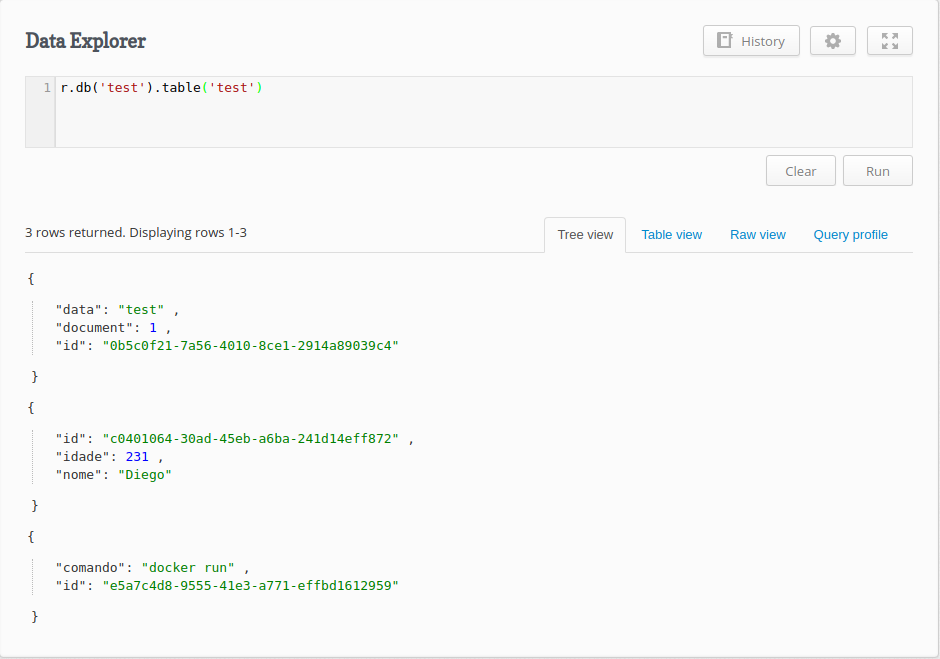 Data Explorer
History
1 r.db('test').table('test')
Clear Run
3 rows returned. Displaying rows 1-3
Tree view Table view Raw view Query profile
{
"data": "test" ,
"document": 1 ,
"id": "0b5c0f21-7a56-4010-8ce1-2914a89039c4"
}
{
"id": "c0401064-30ad-45eb-a6ba-241d14eff872" ,
"idade": 231 ,
"nome": "Diego"
}
{
"comando": "docker run" ,
"id": "e5a7c4d8-9555-41e3-a771-effbd1612959"
}